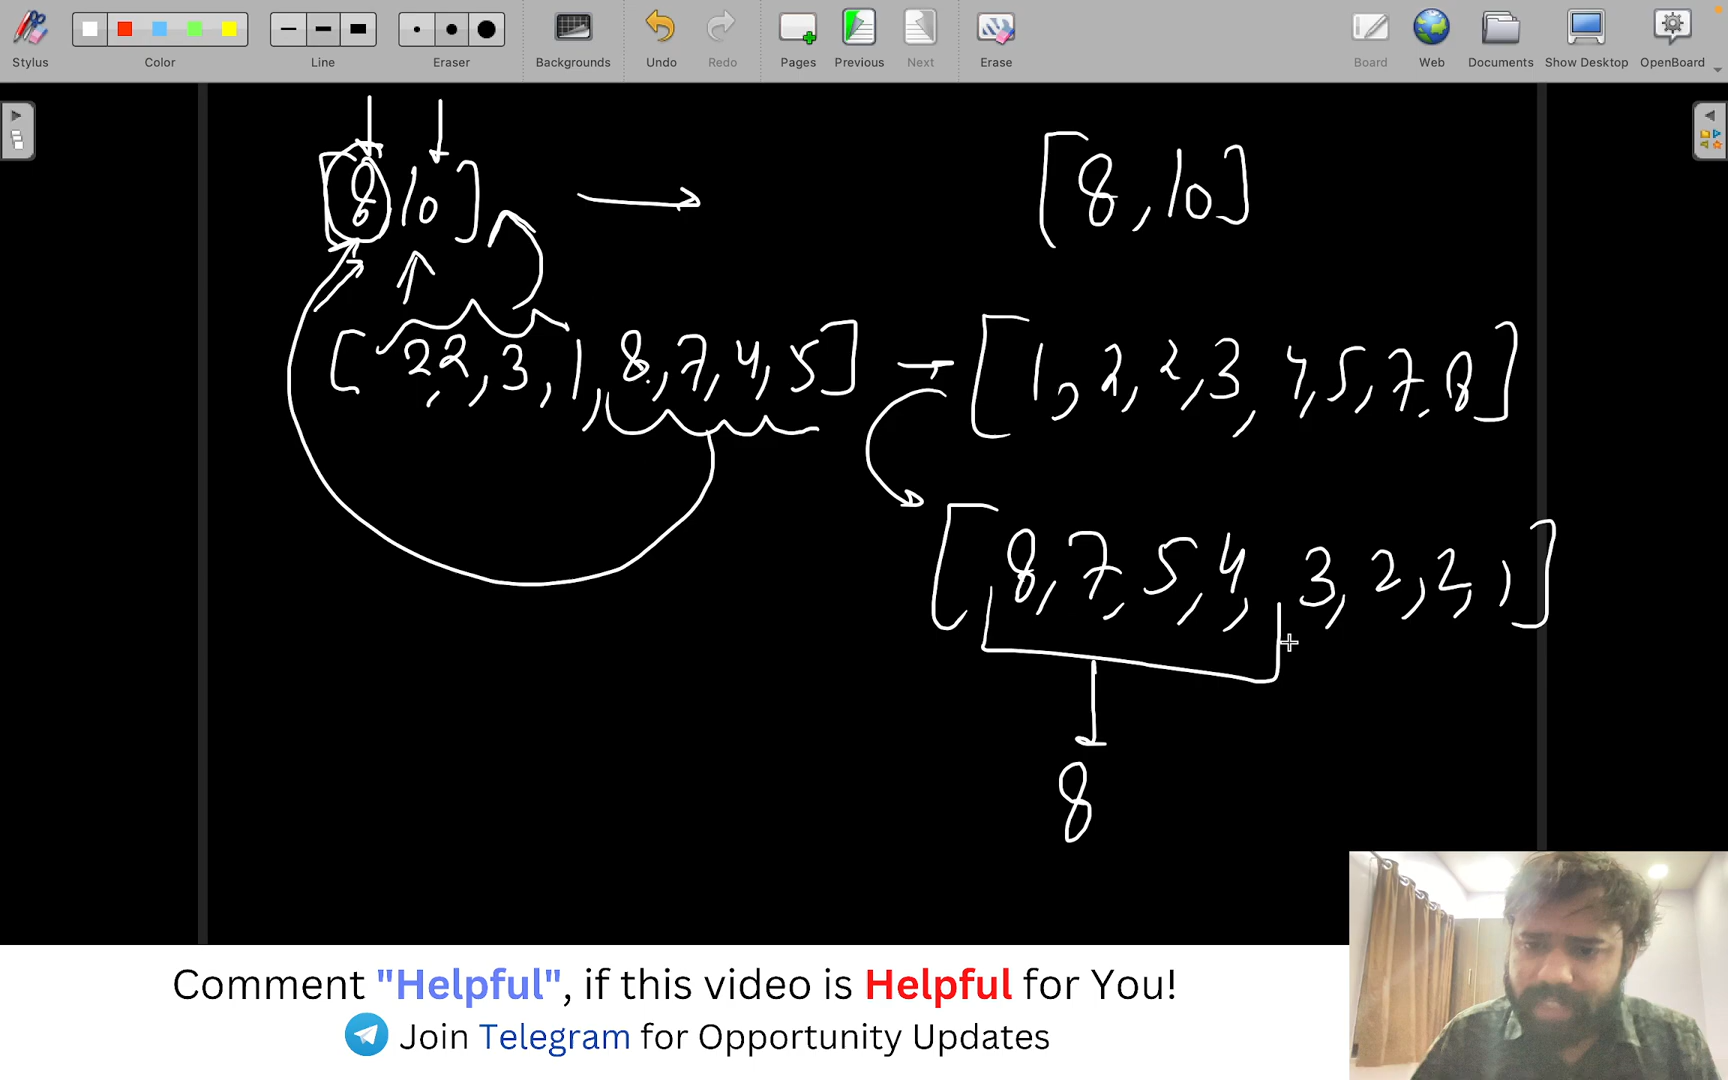 Stylus Color Line Eraser Backgrounds Undo Redo Pages Previous Next Erase Board Web Documents Show Desktop OpenBoard
8 10] [8, 10]
[ 2, 2, 3, 1, 8, 7, 4, 5] → [1, 2, 2, 3, 4, 5, 7, 8]
[ 8, 7, 5, 4, , 3, 2, 2, 1]
8
Comment "Helpful", if this video is Helpful for You!
Join Telegram for Opportunity Updates